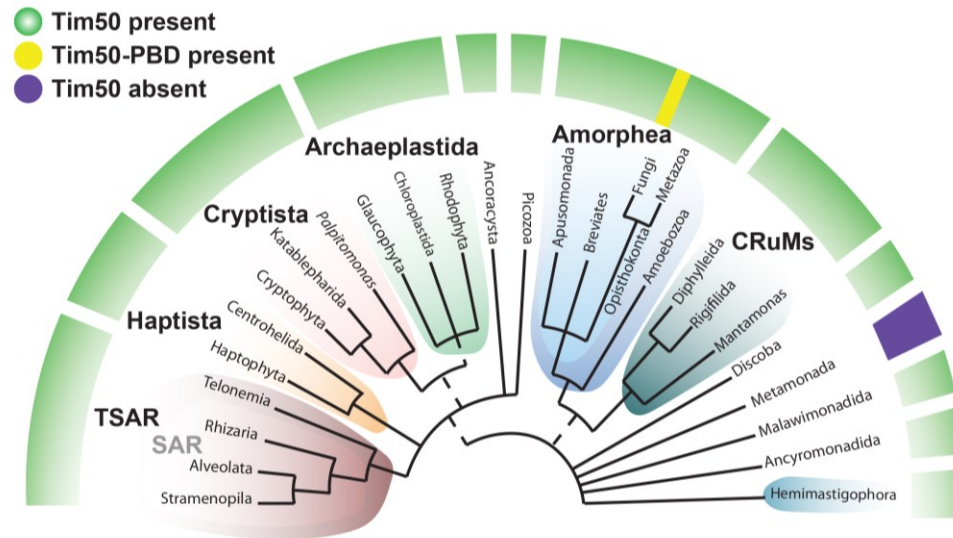 Tim50 present
Tim50-PBD present
Tim50 absent
Archaeplastida
Amorphea
Cryptista
CRuMs
Haptista
TSAR
SAR
Stramenopila
Alveolata
Rhizaria
Telonemia
Haptophyta
Centrohelida
Cryptophyta
Katablepharida
Palpitomonas
Glaucophyta
Chloroplastida
Rhodophyta
Ancoracysta
Picozoa
Apusomonada
Breviates
Opisthokonta
Fungi
Metazoa
Amoebozoa
Diphylleida
Rigifilida
Mantamonas
Discoba
Metamonada
Malawimonadida
Ancyromonadida
Hemimastigophora